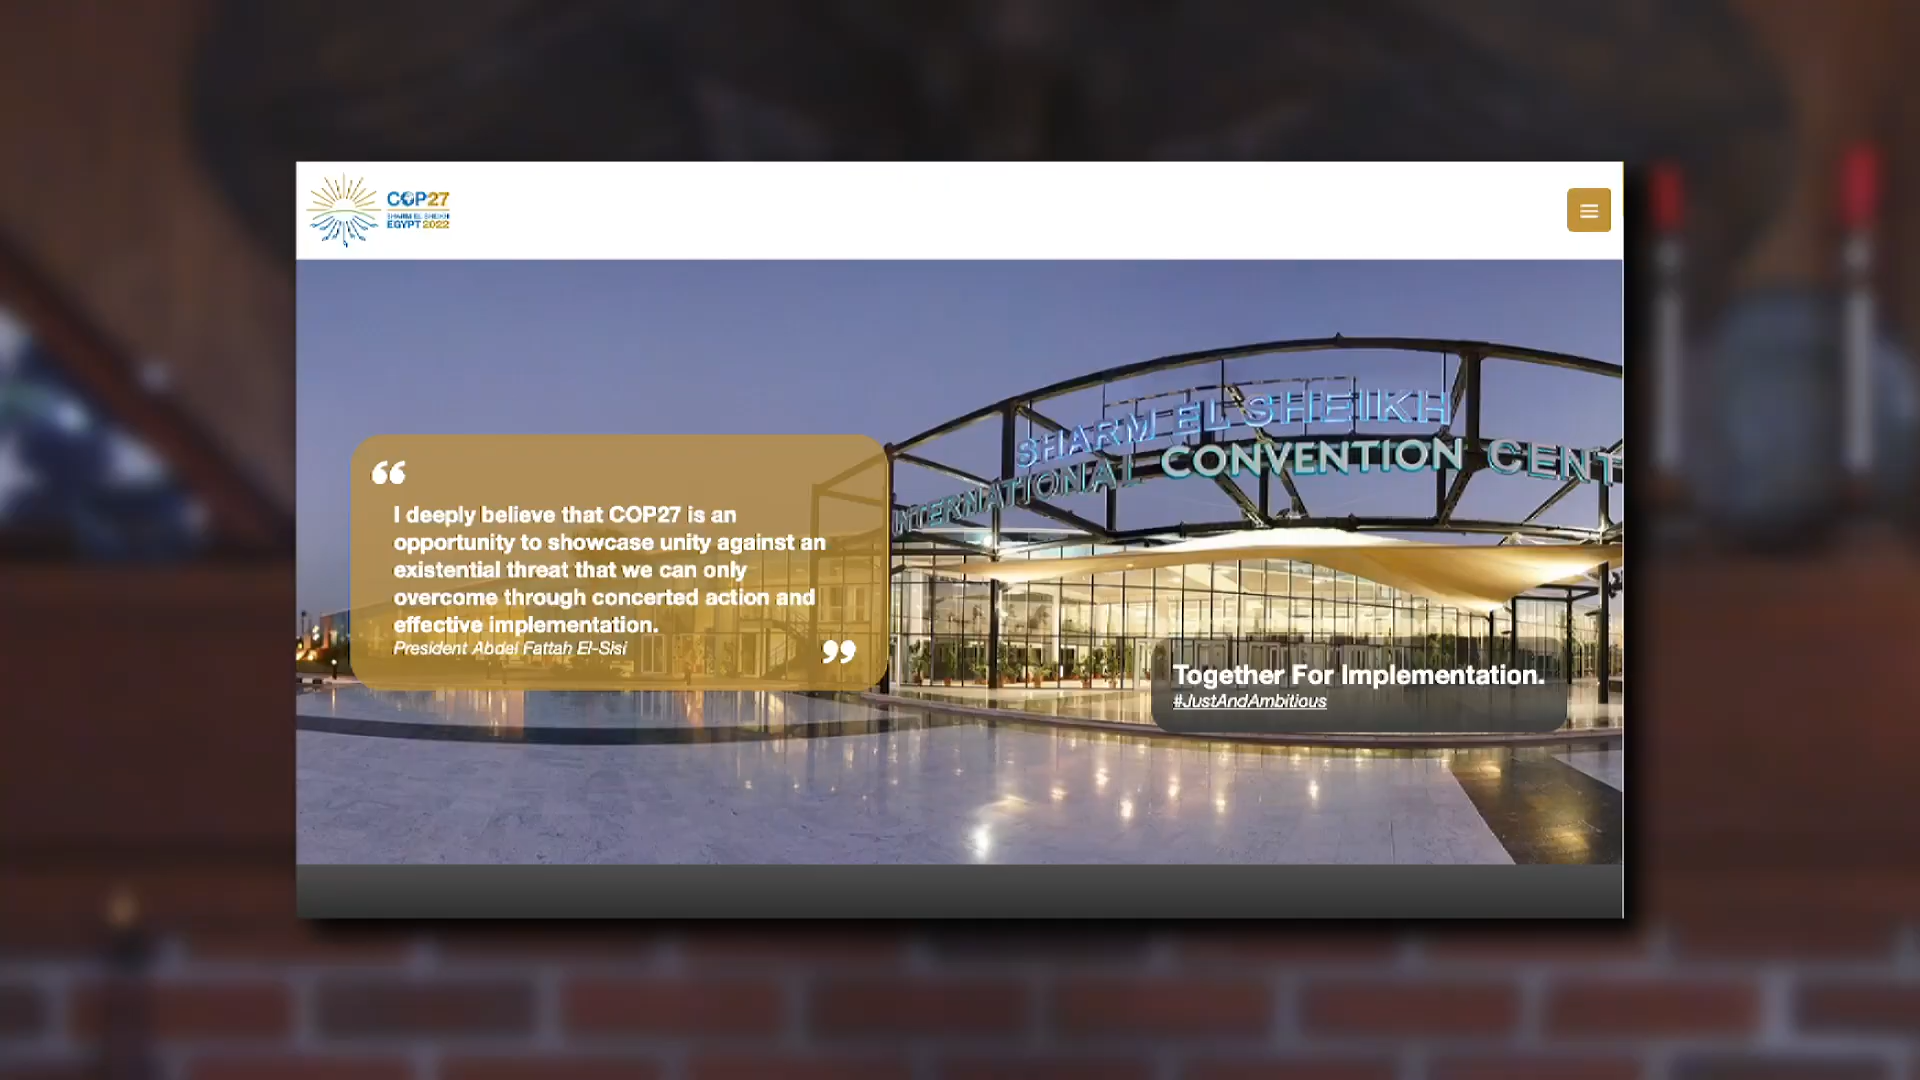 COP27
SHARM EL SHEIKH
EGYPT 2022
SHARM EL SHEIKH
INTERNATIONAL CONVENTION CENT
“
I deeply believe that COP27 is an
opportunity to showcase unity against an
existential threat that we can only
overcome through concerted action and
effective implementation.
President Abdel Fattah El-Sisi
”
Together For Implementation.
#JustAndAmbitious